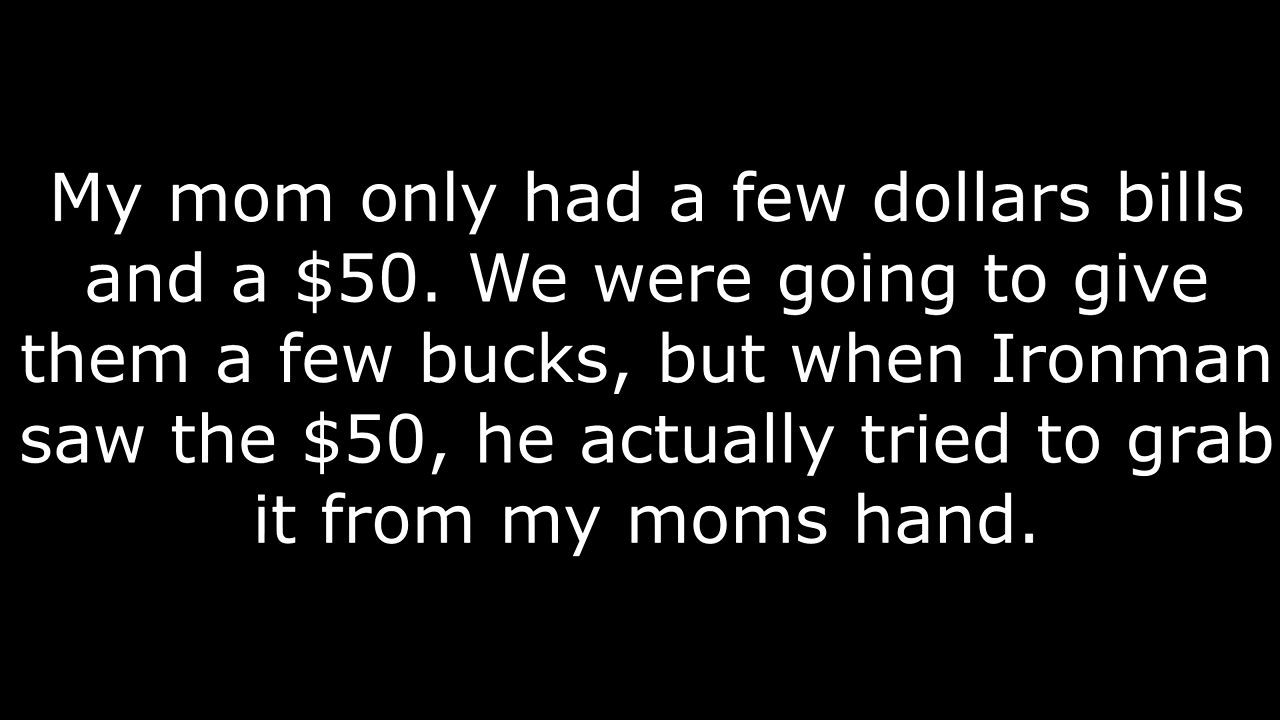 My mom only had a few dollars bills
and a $50. We were going to give
them a few bucks, but when Ironman
saw the $50, he actually tried to grab
it from my moms hand.